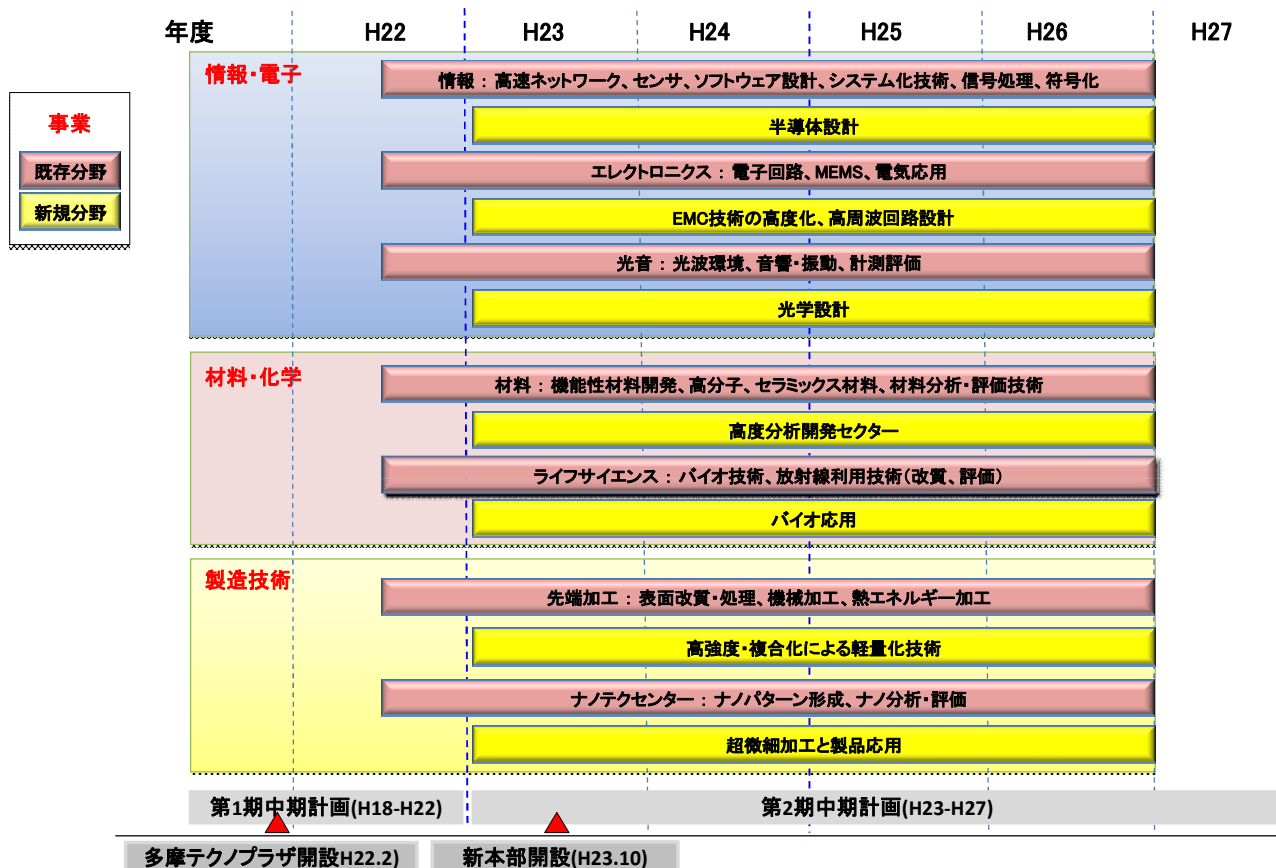 年度 H22 H23 H24 H25 H26 H27
事業
既存分野
新規分野
情報・電子
情報：高速ネットワーク、センサ、ソフトウェア設計、システム化技術、信号処理、符号化
半導体設計
エレクトロニクス：電子回路、MEMS、電気応用
EMC技術の高度化、高周波回路設計
光音：光波環境、音響・振動、計測評価
光学設計
材料・化学
材料：機能性材料開発、高分子、セラミックス材料、材料分析・評価技術
高度分析開発セクター
ライフサイエンス：バイオ技術、放射線利用技術（改質、評価）
バイオ応用
製造技術
先端加工：表面改質・処理、機械加工、熱エネルギー加工
高強度・複合化による軽量化技術
ナノテクセンター：ナノパターン形成、ナノ分析・評価
超微細加工と製品応用
第1期中期計画(H18-H22) 第2期中期計画(H23-H27)
多摩テクノプラザ開設H22.2) 新本部開設(H23.10)